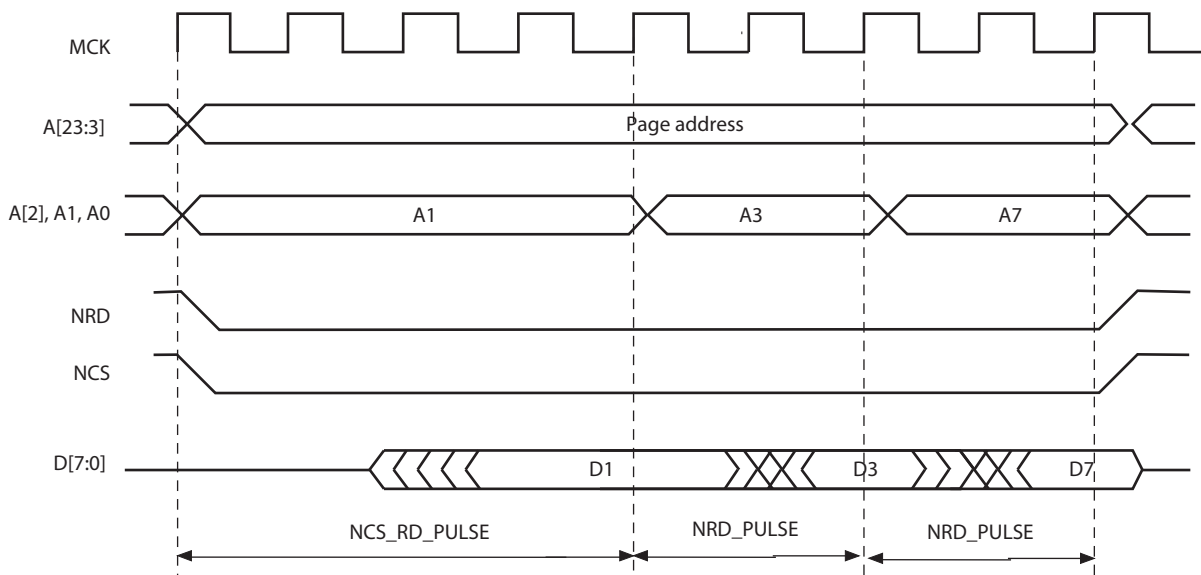 MCK
A[23:3]
Page address
A[2], A1, A0
A1
A3
A7
NRD
NCS
D[7:0]
D1
D3
D7
NCS_RD_PULSE
NRD_PULSE
NRD_PULSE